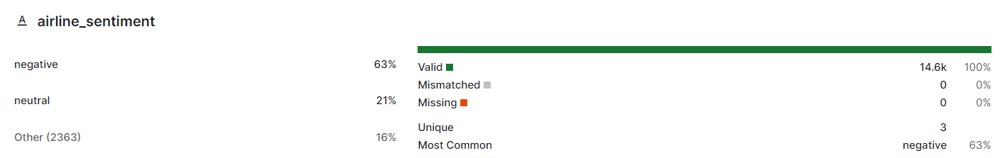 A airline_sentiment
negative 63%
neutral 21%
Other (2363) 16%
Valid 14.6k 100%
Mismatched 0 0%
Missing 0 0%
Unique 3
Most Common negative 63%